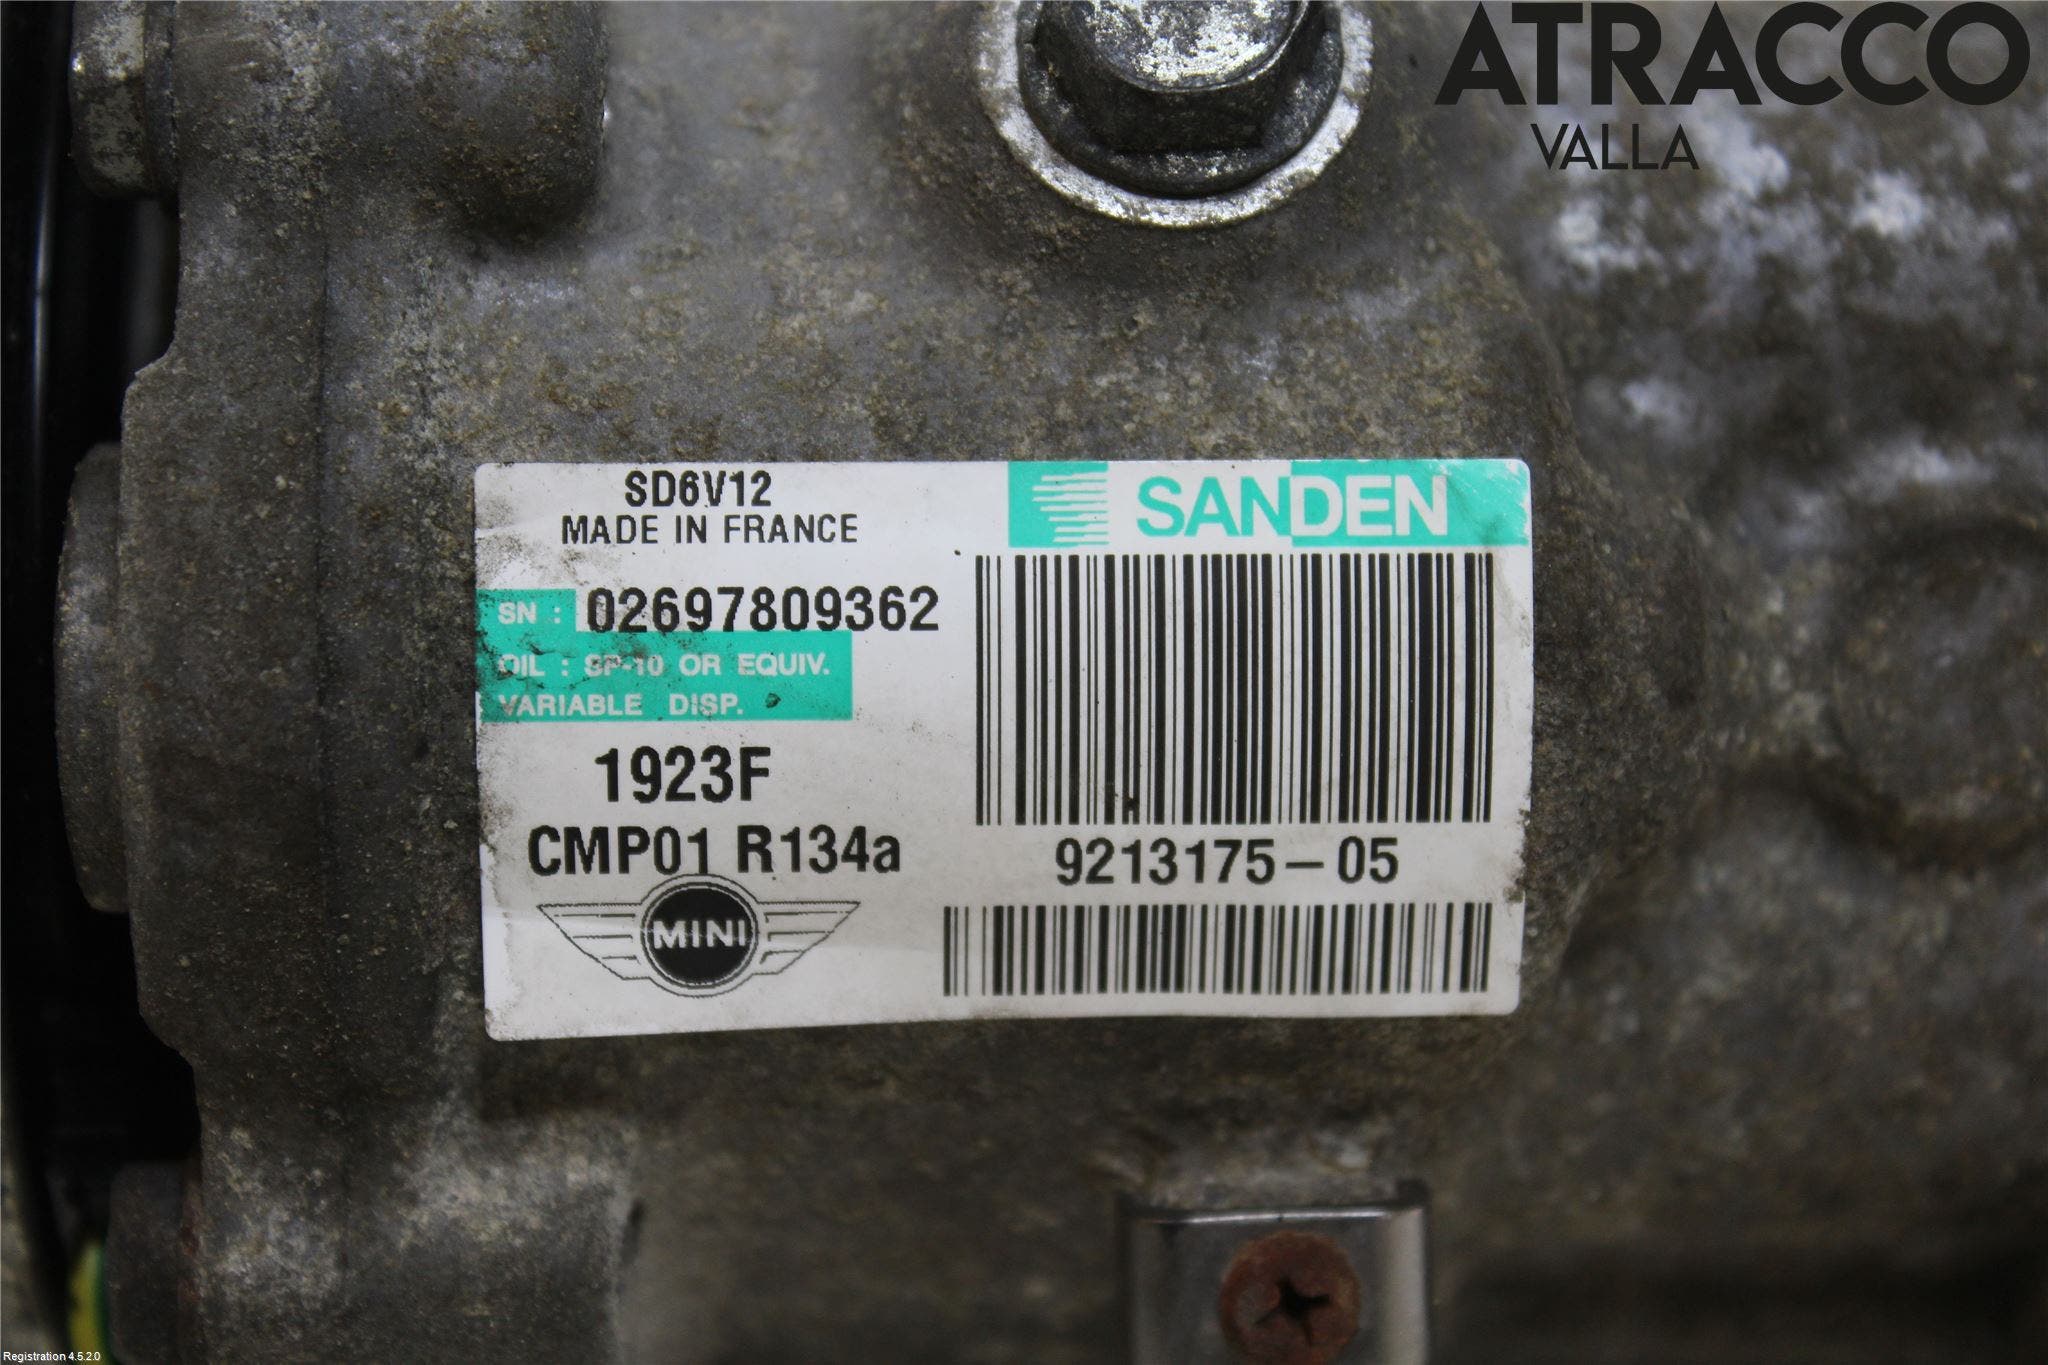 ATRACCO
VALLA
SD6V12
MADE IN FRANCE
SANDEN
SN : 02697809362
OIL : SP-10 OR EQUIV.
VARIABLE DISP.
1923F
CMP01 R134a
9213175-05
MINI
Registration 4.5.2.0